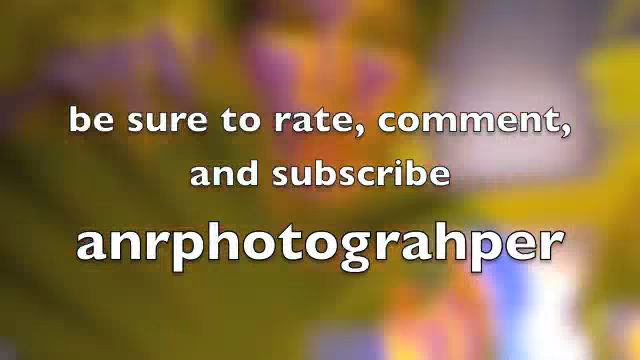 be sure to rate, comment,
and subscribe
anrphotograhper